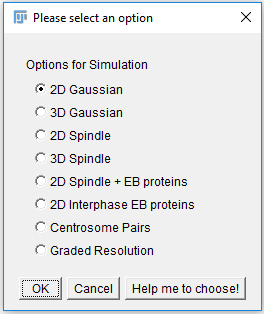 Please select an option
Options for Simulation
2D Gaussian
3D Gaussian
2D Spindle
3D Spindle
2D Spindle + EB proteins
2D Interphase EB proteins
Centrosome Pairs
Graded Resolution
OK Cancel Help me to choose!